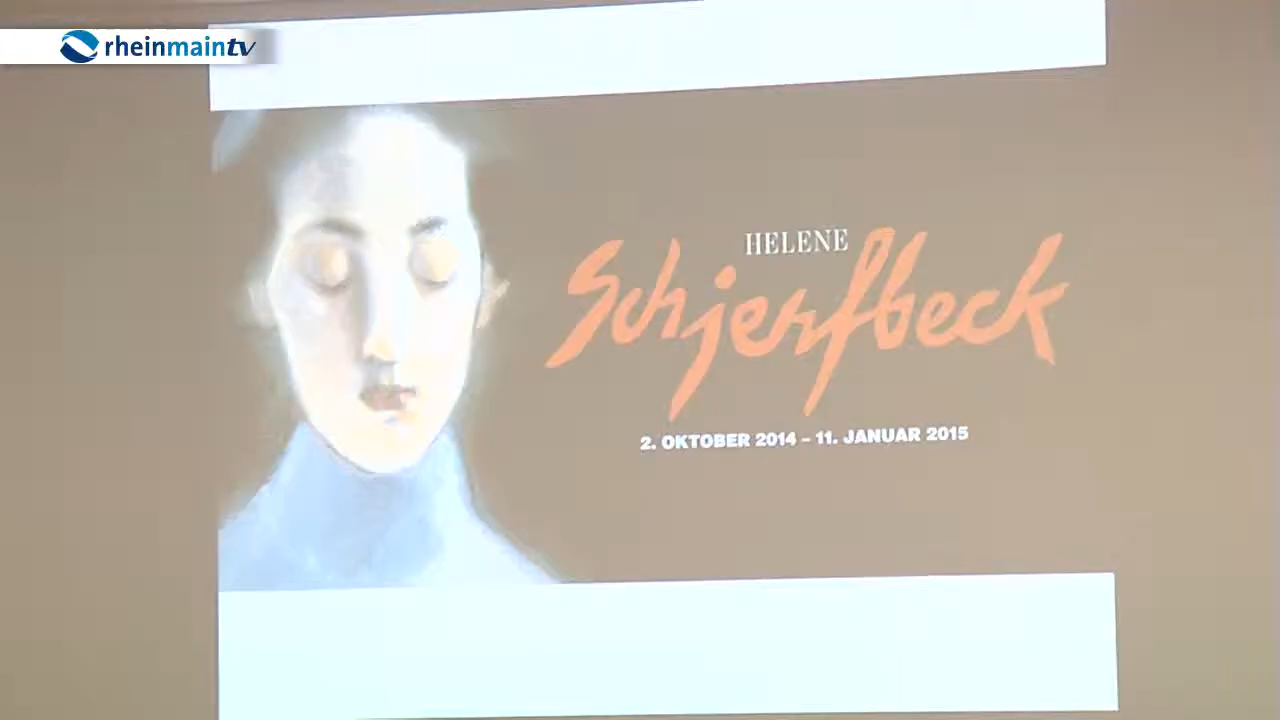 rheinmaintv
HELENE
Schjerfbeck
2. OKTOBER 2014 – 11. JANUAR 2015